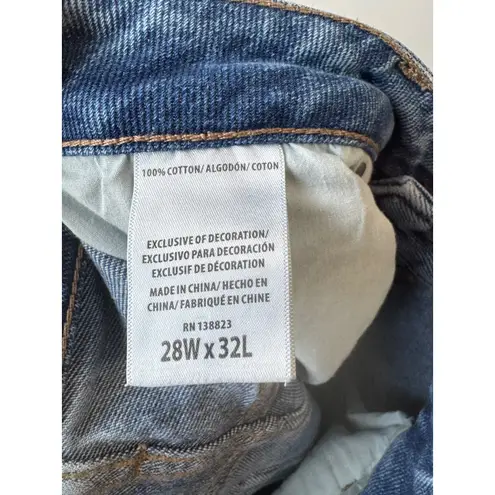 100% COTTON/ ALGODÓN/ COTON
EXCLUSIVE OF DECORATION/
EXCLUSIVO PARA DECORACIÓN
EXCLUSIF DE DÉCORATION
MADE IN CHINA/ HECHO EN
CHINA/ FABRIQUÉ EN CHINE
RN 138823
28W x 32L